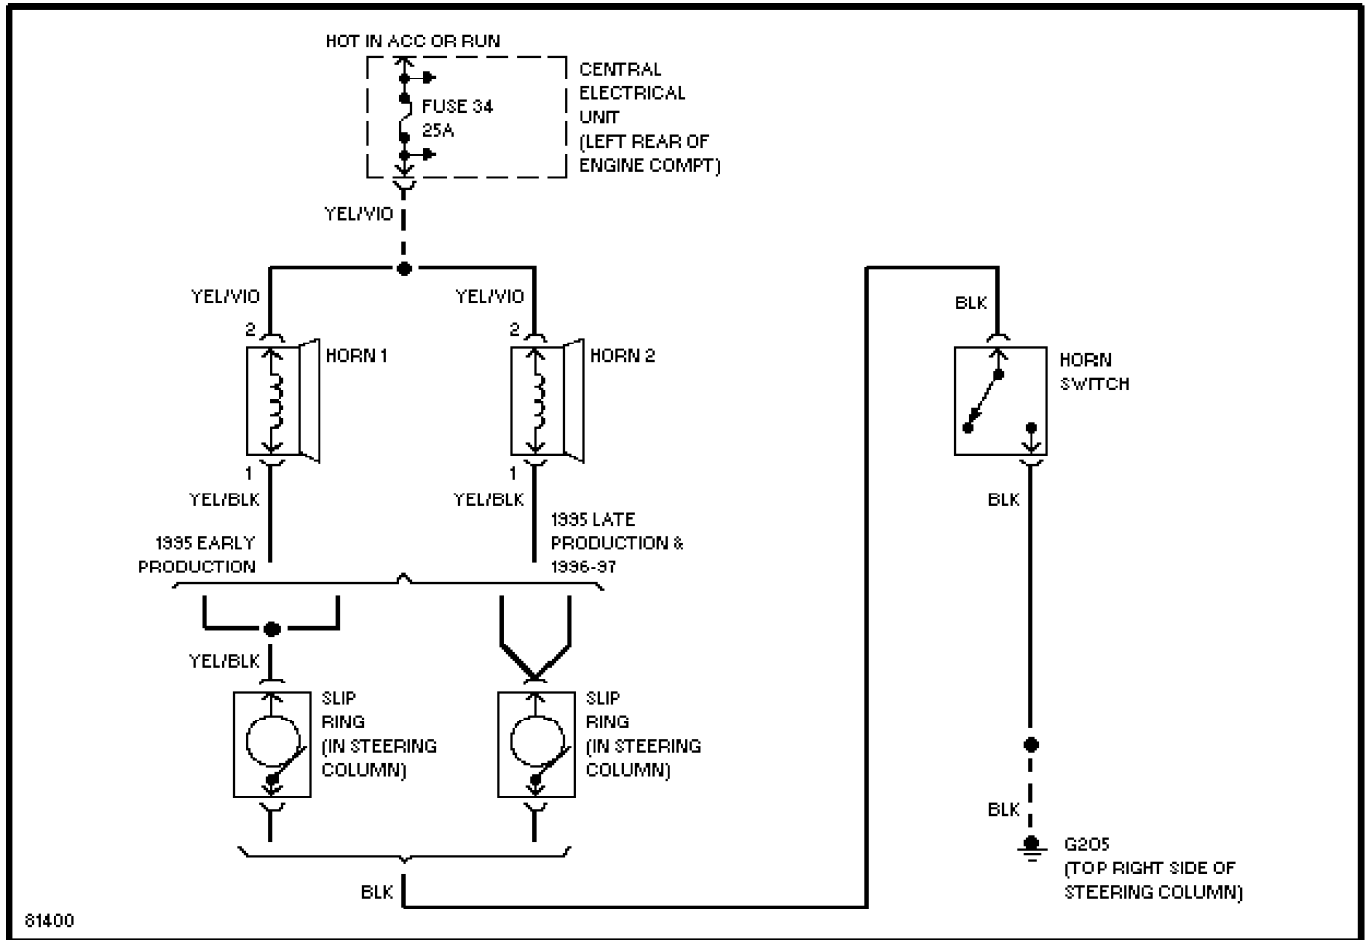 HOT IN ACC OR RUN
CENTRAL
ELECTRICAL
UNIT
(LEFT REAR OF
ENGINE COMPT)
FUSE 34
25A
YEL/VIO
YEL/VIO
YEL/VIO
BLK
2
2
HORN 1
HORN 2
HORN
SWITCH
1
1
YEL/BLK
YEL/BLK
BLK
1995 EARLY
PRODUCTION
1995 LATE
PRODUCTION &
1996-97
YEL/BLK
SLIP
RING
(IN STEERING
COLUMN)
SLIP
RING
(IN STEERING
COLUMN)
BLK
G205
(TOP RIGHT SIDE OF
STEERING COLUMN)
BLK
81400